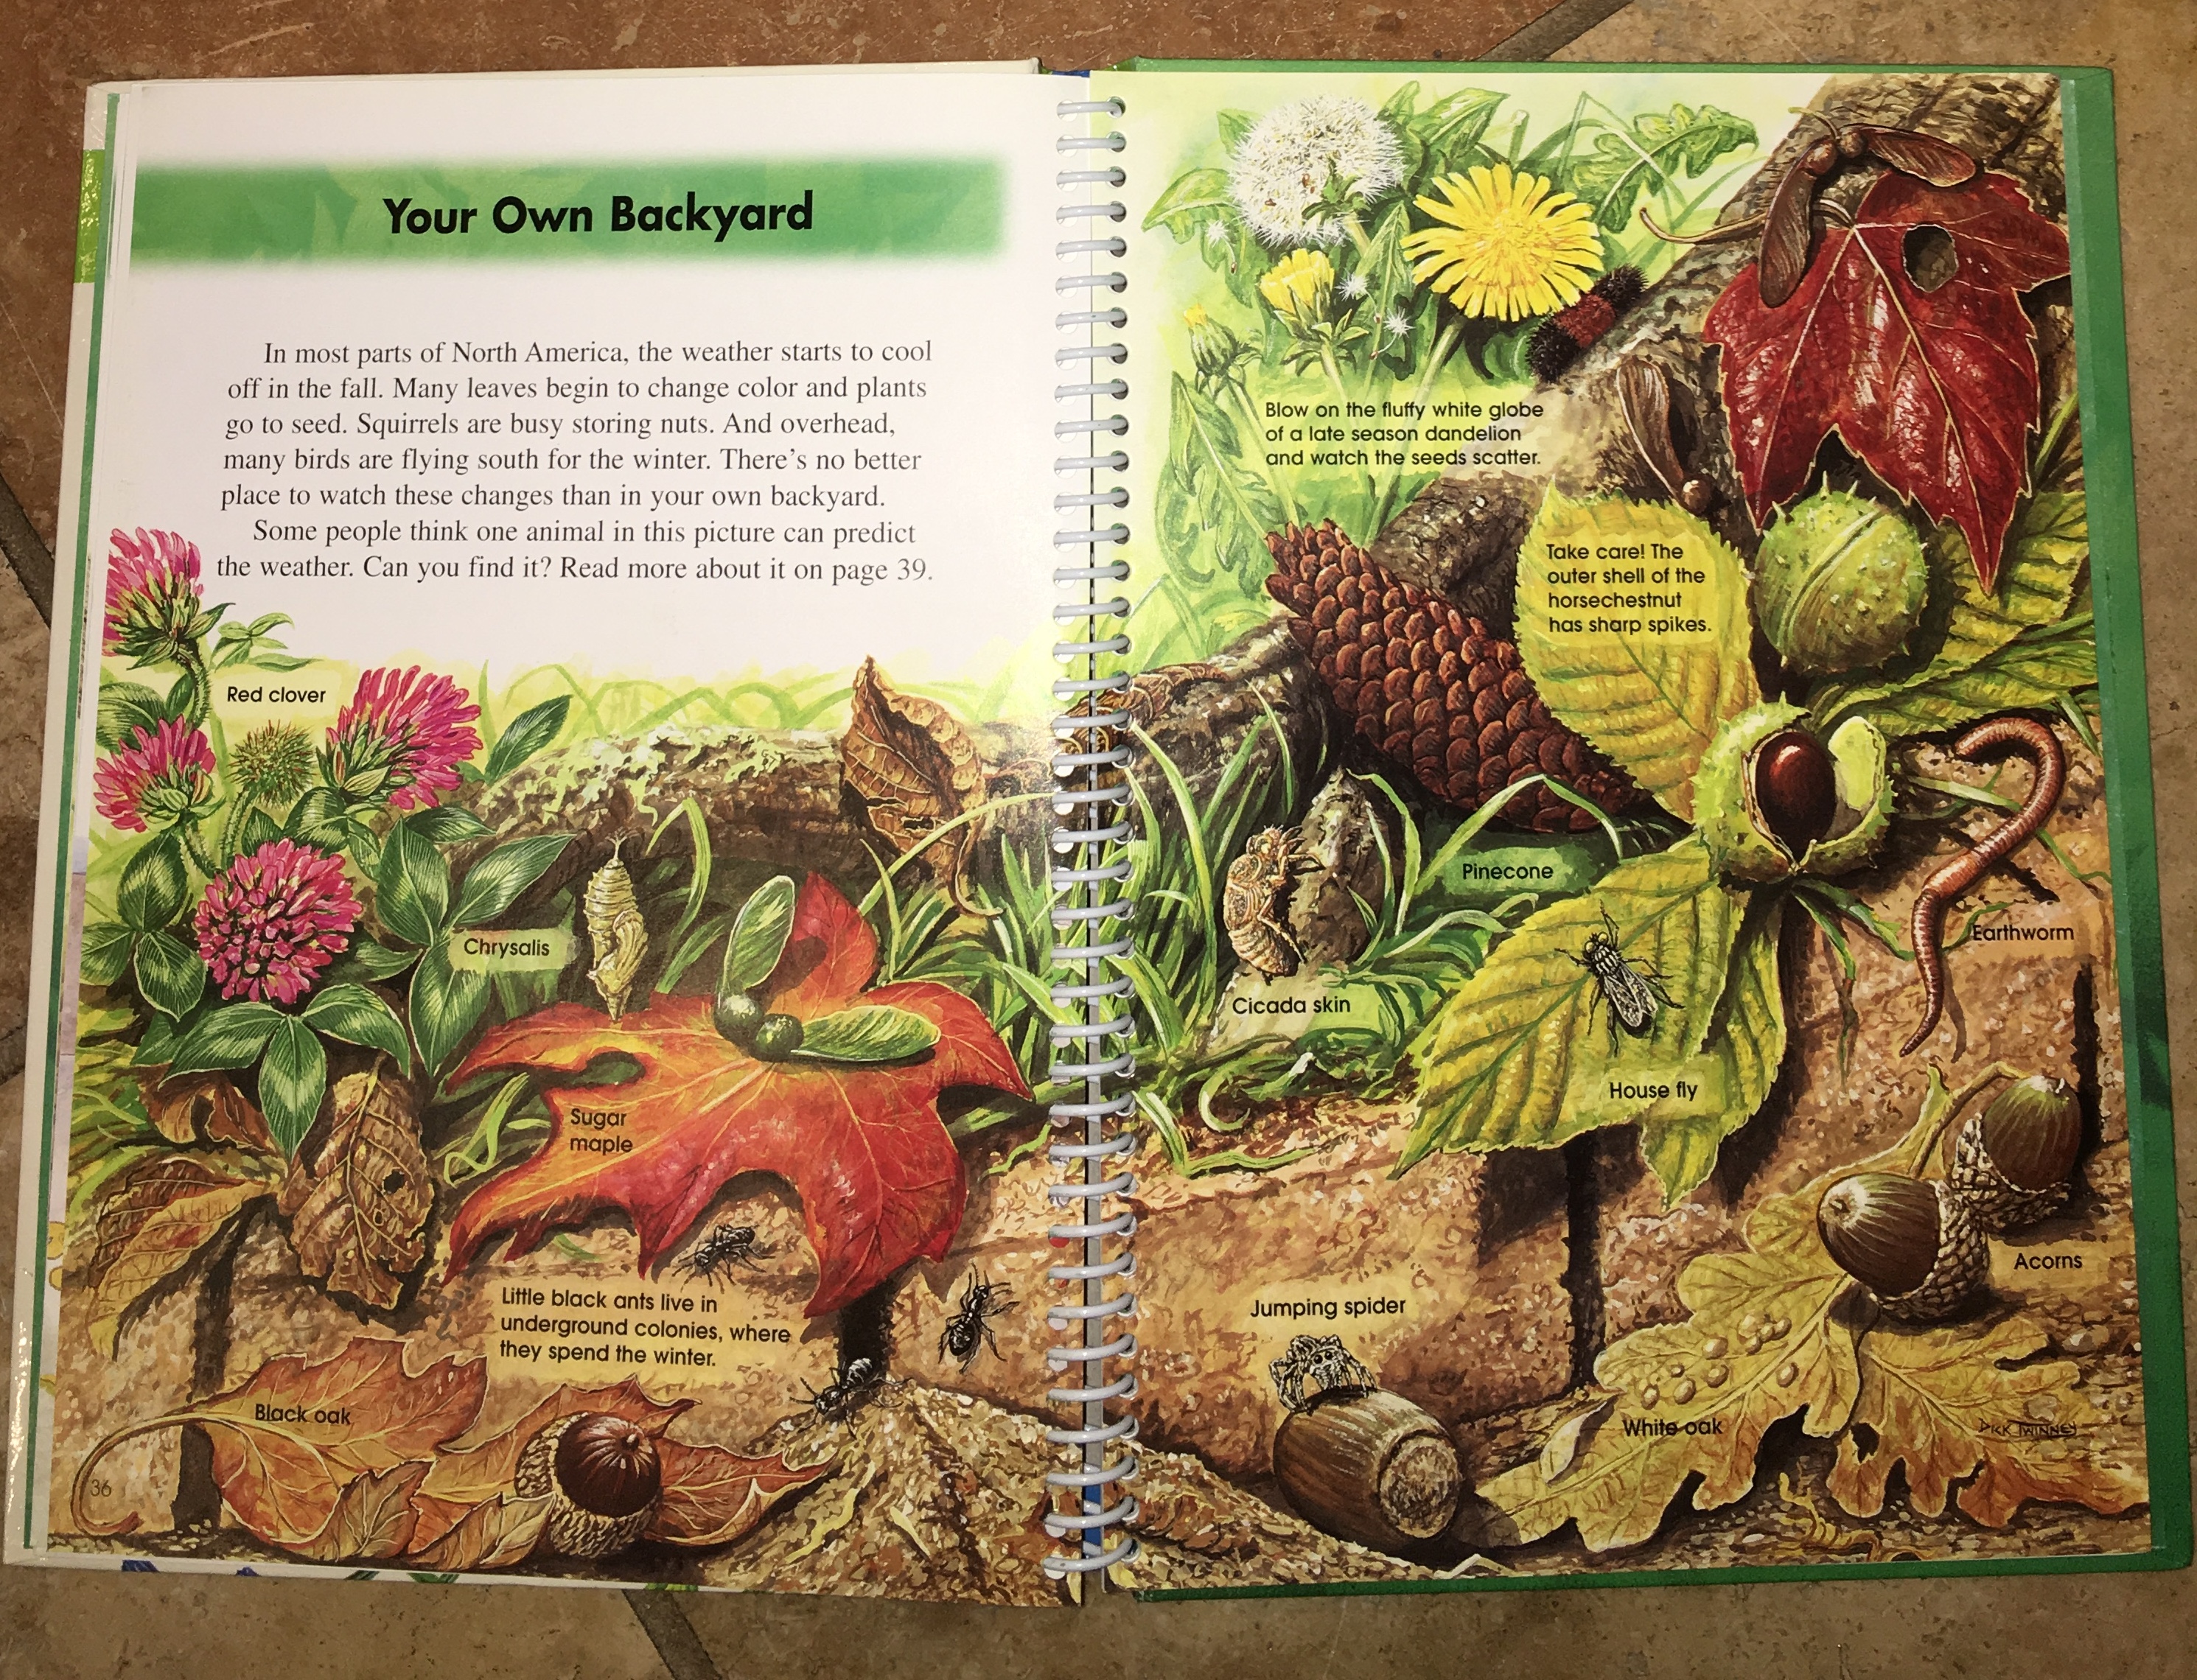 Your Own Backyard
In most parts of North America, the weather starts to cool
off in the fall. Many leaves begin to change color and plants
go to seed. Squirrels are busy storing nuts. And overhead,
many birds are flying south for the winter. There's no better
place to watch these changes than in your own backyard.
Some people think one animal in this picture can predict
the weather. Can you find it? Read more about it on page 39.
Red clover
Chrysalis
Sugar
maple
Little black ants live in
underground colonies, where
they spend the winter.
Black oak
36
Blow on the fluffy white globe
of a late season dandelion
and watch the seeds scatter.
Take care! The
outer shell of the
horsechestnut
has sharp spikes.
Pinecone
Earthworm
Cicada skin
House fly
Acorns
Jumping spider
White oak
DICK TWINNEY